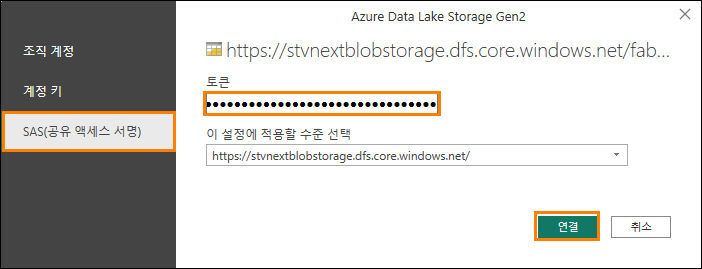 Azure Data Lake Storage Gen2
조직 계정
계정 키
SAS(공유 액세스 서명)
https://stvnextblobstorage.dfs.core.windows.net/fab...
토큰
●●●●●●●●●●●●●●●●●●●●●●●●●●●●●●●●●
이 설정에 적용할 수준 선택
https://stvnextblobstorage.dfs.core.windows.net/
연결
취소